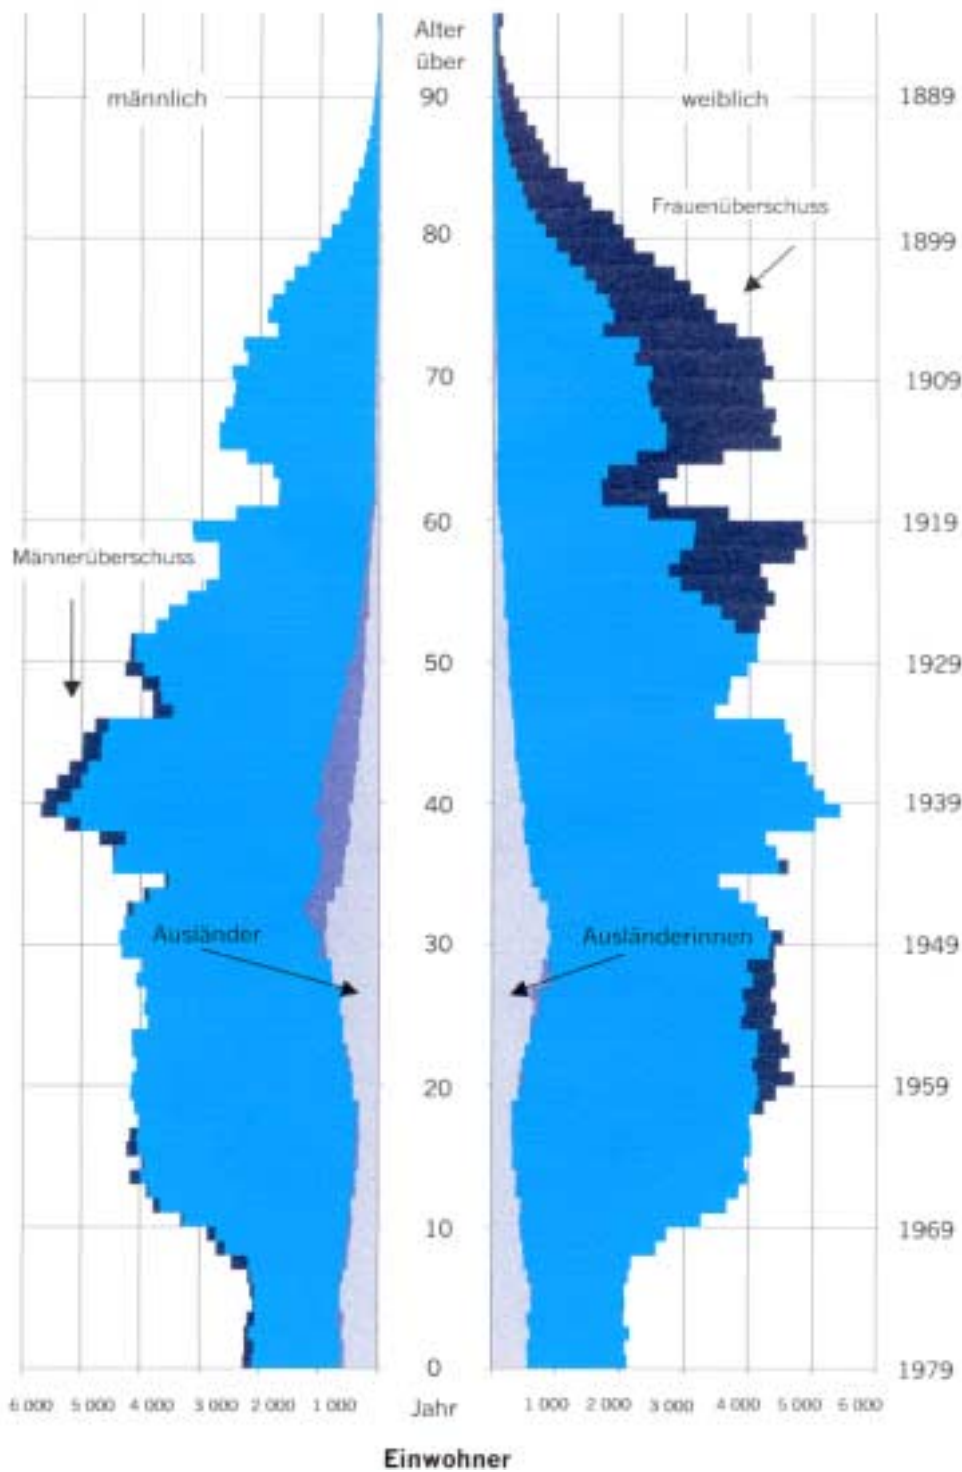 Alter
über
männlich
90
weiblich
1889
Frauenüberschuss
80
1899
70
1909
60
1919
Männerüberschuss
50
1929
40
1939
Ausländer
30
Ausländerinnen
1949
20
1959
10
1969
0
1979
6 000 5 000 4 000 3 000 2 000 1 000 Jahr 1 000 2 000 3 000 4 000 5 000 6 000
Einwohner